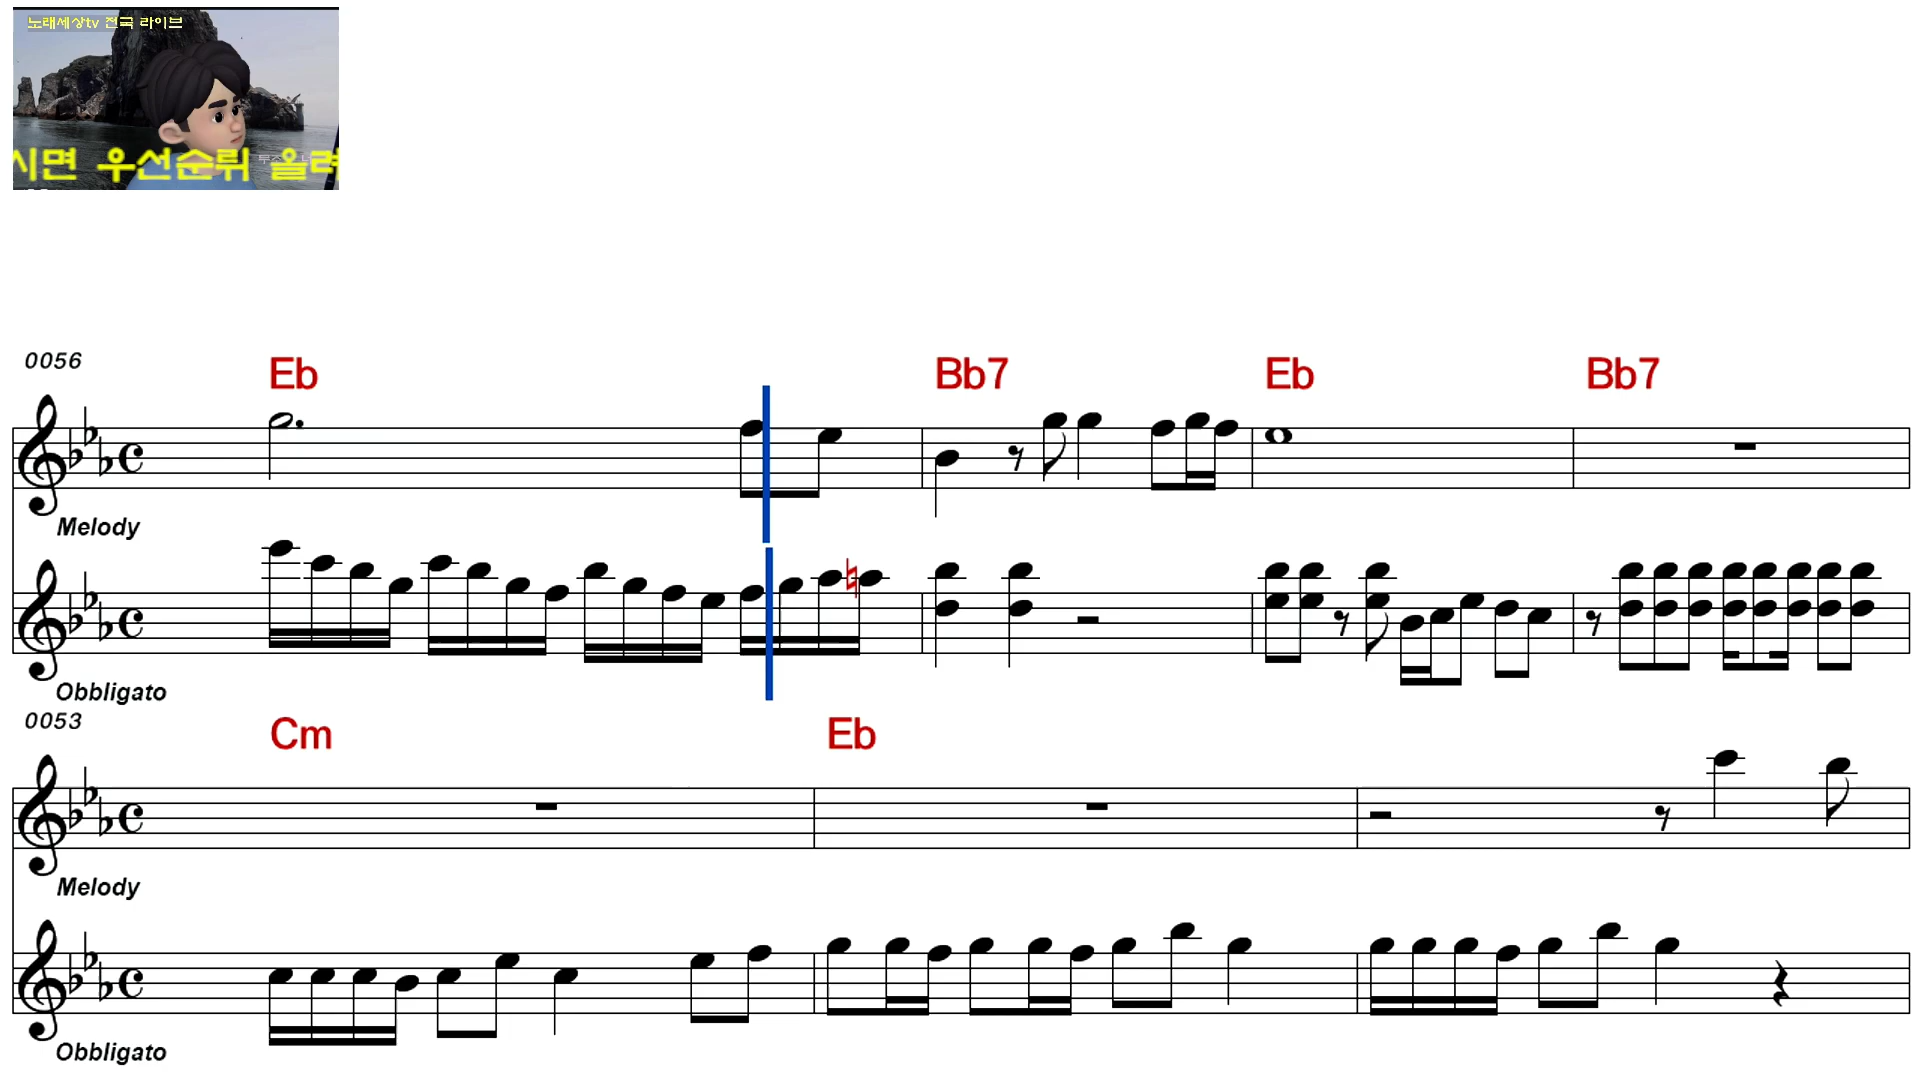 노래세상tv 전국 라이브
시면 우선순위 올려
0056
Eb Bb7 Eb Bb7
Melody
Obbligato
0053
Cm Eb
Melody
Obbligato